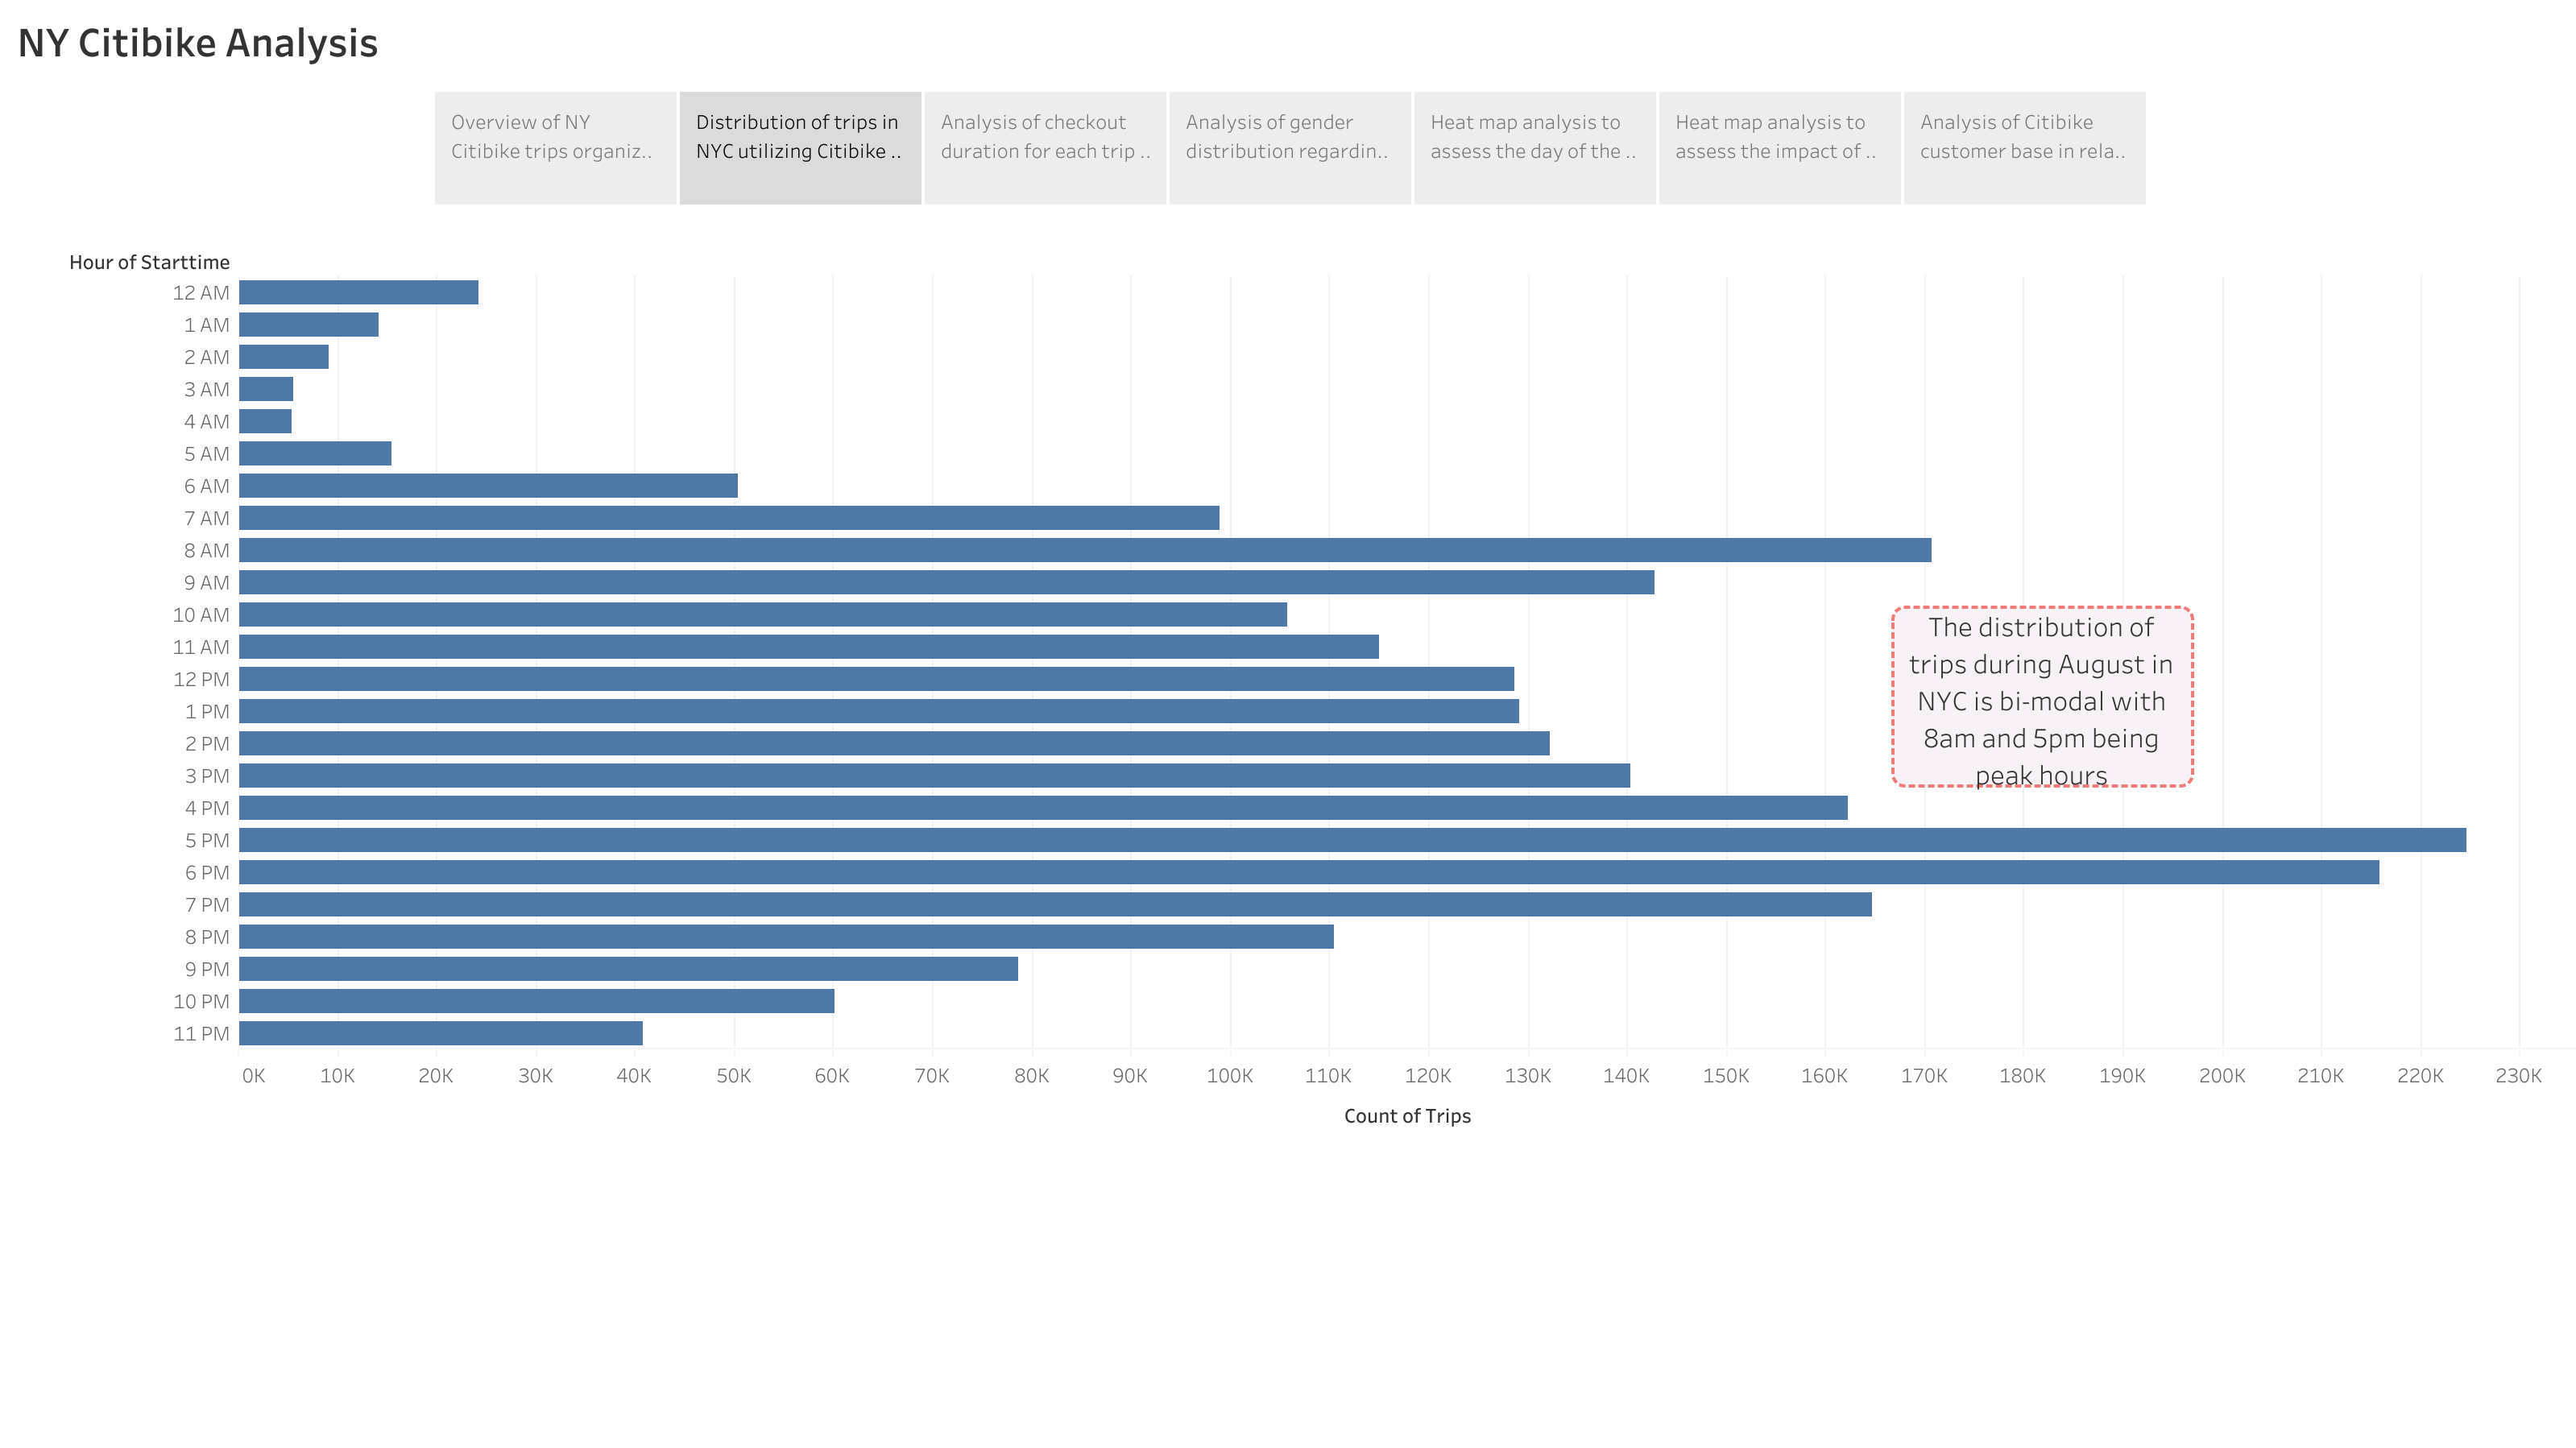 NY Citibike Analysis
Overview of NY
Citibike trips organiz..
Distribution of trips in
NYC utilizing Citibike ..
Analysis of checkout
duration for each trip ..
Analysis of gender
distribution regardin..
Heat map analysis to
assess the day of the ..
Heat map analysis to
assess the impact of ..
Analysis of Citibike
customer base in rela..
Hour of Starttime
12 AM
1 AM
2 AM
3 AM
4 AM
5 AM
6 AM
7 AM
8 AM
9 AM
10 AM
11 AM
12 PM
1 PM
2 PM
3 PM
4 PM
5 PM
6 PM
7 PM
8 PM
9 PM
10 PM
11 PM
The distribution of
trips during August in
NYC is bi-modal with
8am and 5pm being
peak hours
0K 10K 20K 30K 40K 50K 60K 70K 80K 90K 100K 110K 120K 130K 140K 150K 160K 170K 180K 190K 200K 210K 220K 230K
Count of Trips